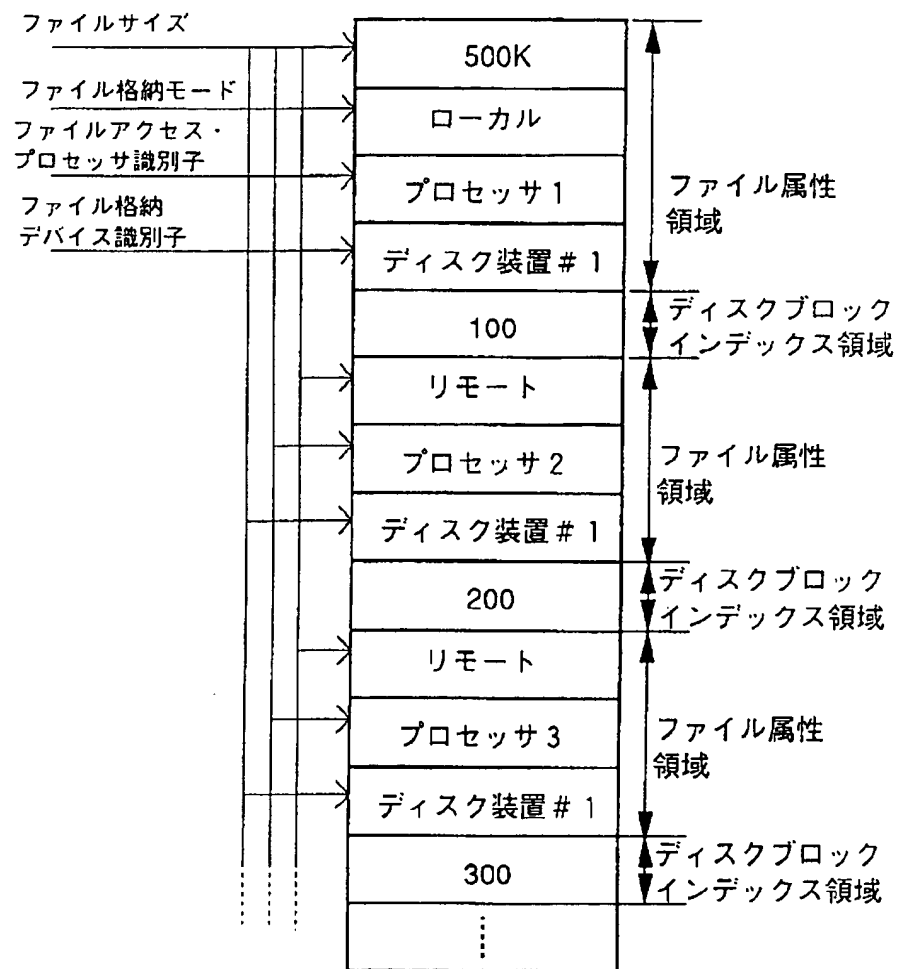 ファイルサイズ
ファイル格納モード
ファイルアクセス・
プロセッサ識別子
ファイル格納
デバイス識別子
500K
ローカル
プロセッサ1
ディスク装置#1
100
リモート
プロセッサ2
ディスク装置#1
200
リモート
プロセッサ3
ディスク装置#1
300
ファイル属性
領域
ディスクブロック
インデックス領域
ファイル属性
領域
ディスクブロック
インデックス領域
ファイル属性
領域
ディスクブロック
インデックス領域